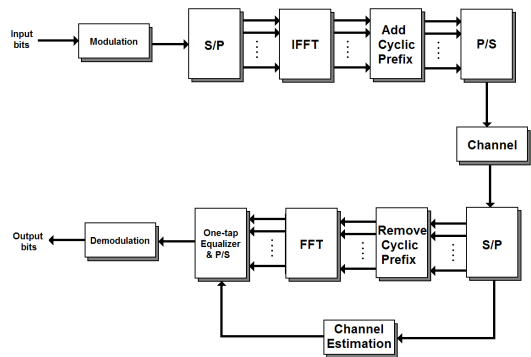 Input
bits
Modulation
S/P
IFFT
Add
Cyclic
Prefix
P/S
Channel
Output
bits
Demodulation
One-tap
Equalizer
& P/S
FFT
Remove
Cyclic
Prefix
S/P
Channel
Estimation